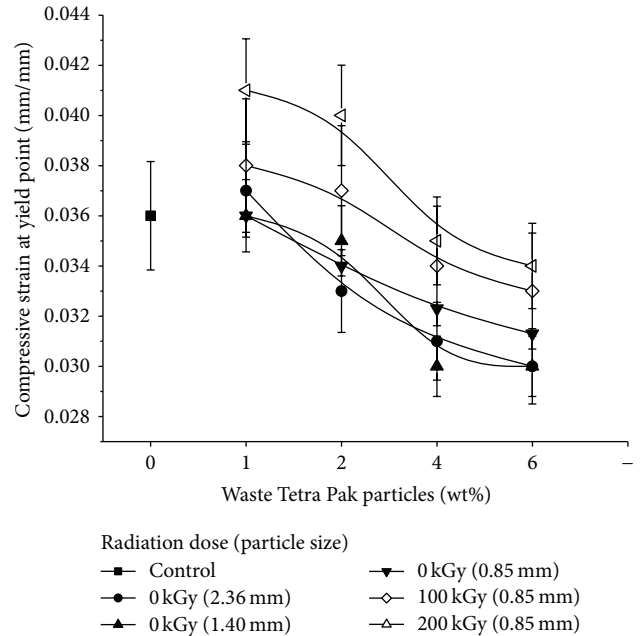 Compressive strain at yield point (mm/mm)
0.044
0.042
0.040
0.038
0.036
0.034
0.032
0.030
0.028
0 1 2 4 6 –
Waste Tetra Pak particles (wt%)
Radiation dose (particle size)
Control
0 kGy (2.36 mm)
0 kGy (1.40 mm)
0 kGy (0.85 mm)
100 kGy (0.85 mm)
200 kGy (0.85 mm)